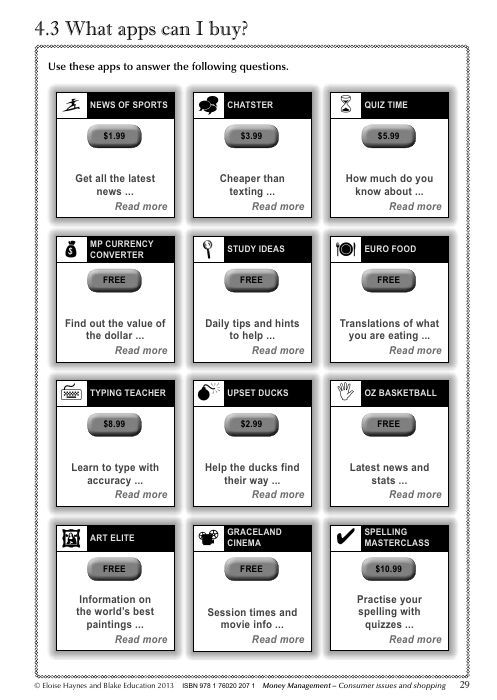 4.3 What apps can I buy?
Use these apps to answer the following questions.
NEWS OF SPORTS
$1.99
Get all the latest
news ...
Read more
CHATSTER
$3.99
Cheaper than
texting ...
Read more
QUIZ TIME
$5.99
How much do you
know about ...
Read more
MP CURRENCY
CONVERTER
FREE
Find out the value of
the dollar ...
Read more
STUDY IDEAS
FREE
Daily tips and hints
to help ...
Read more
EURO FOOD
FREE
Translations of what
you are eating ...
Read more
TYPING TEACHER
$8.99
Learn to type with
accuracy ...
Read more
UPSET DUCKS
$2.99
Help the ducks find
their way ...
Read more
OZ BASKETBALL
FREE
Latest news and
stats ...
Read more
ART ELITE
FREE
Information on
the world's best
paintings ...
Read more
GRACELAND
CINEMA
FREE
Session times and
movie info ...
Read more
SPELLING
MASTERCLASS
$10.99
Practise your
spelling with
quizzes ...
Read more
© Eloise Haynes and Blake Education 2013 ISBN 978 1 76020 207 1 Money Management – Consumer issues and shopping 29